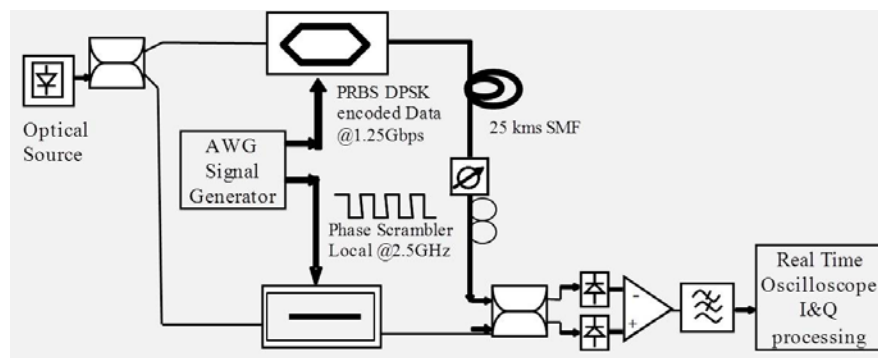 Optical
Source
AWG
Signal
Generator
PRBS DPSK
encoded Data
@1.25Gbps
25 kms SMF
Phase Scrambler
Local @2.5GHz
-
+
Real Time
Oscilloscope
I&Q
processing